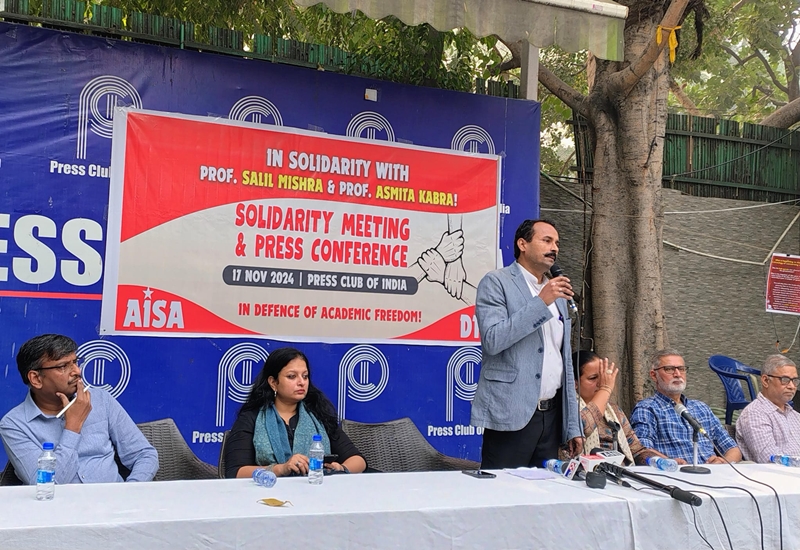 Press Club
ESS
IN SOLIDARITY WITH
PROF. SALIL MISHRA & PROF. ASMITA KABRA!
SOLIDARITY MEETING
& PRESS CONFERENCE
17 NOV 2024 | PRESS CLUB OF INDIA
IN DEFENCE OF ACADEMIC FREEDOM!
AISA
Press
Press Club